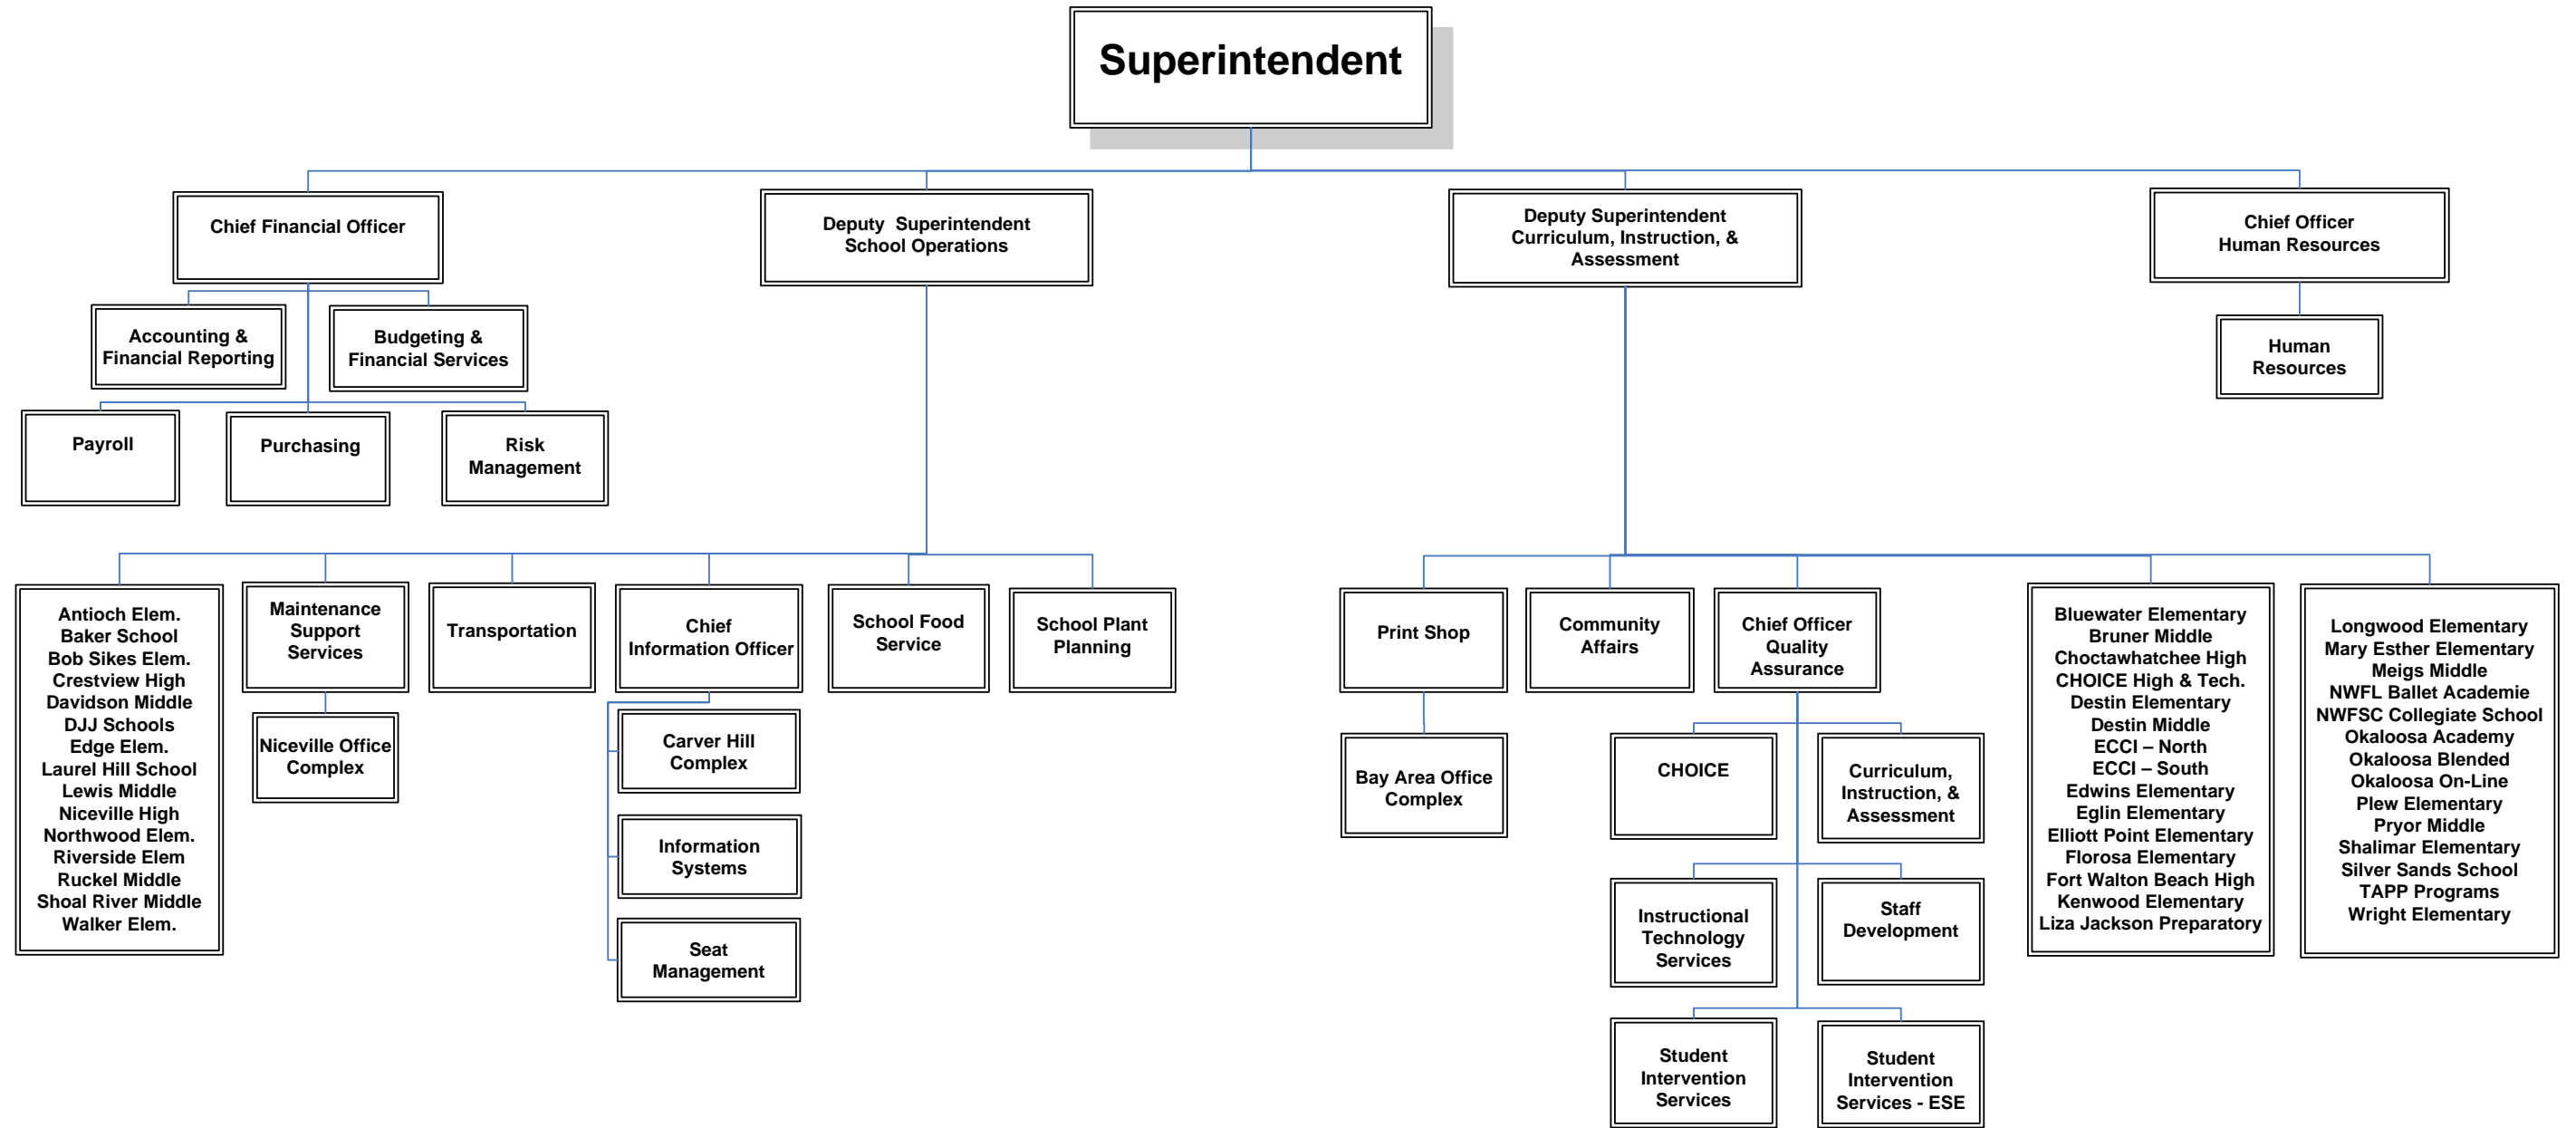 Superintendent
Chief Financial Officer
Deputy Superintendent
School Operations
Deputy Superintendent
Curriculum, Instruction, &
Assessment
Chief Officer
Human Resources
Accounting &
Financial Reporting
Budgeting &
Financial Services
Human
Resources
Payroll
Purchasing
Risk
Management
Antioch Elem.
Baker School
Bob Sikes Elem.
Crestview High
Davidson Middle
DJJ Schools
Edge Elem.
Laurel Hill School
Lewis Middle
Niceville High
Northwood Elem.
Riverside Elem
Ruckel Middle
Shoal River Middle
Walker Elem.
Maintenance
Support
Services
Niceville Office
Complex
Transportation
Chief
Information Officer
Carver Hill
Complex
Information
Systems
Seat
Management
School Food
Service
School Plant
Planning
Print Shop
Bay Area Office
Complex
Community
Affairs
Chief Officer
Quality
Assurance
CHOICE
Curriculum,
Instruction, &
Assessment
Instructional
Technology
Services
Staff
Development
Student
Intervention
Services
Student
Intervention
Services - ESE
Bluewater Elementary
Bruner Middle
Choctawhatchee High
CHOICE High & Tech.
Destin Elementary
Destin Middle
ECCI – North
ECCI – South
Edwins Elementary
Eglin Elementary
Elliott Point Elementary
Florosa Elementary
Fort Walton Beach High
Kenwood Elementary
Liza Jackson Preparatory
Longwood Elementary
Mary Esther Elementary
Meigs Middle
NWFL Ballet Academie
NWFSC Collegiate School
Okaloosa Academy
Okaloosa Blended
Okaloosa On-Line
Plew Elementary
Pryor Middle
Shalimar Elementary
Silver Sands School
TAPP Programs
Wright Elementary